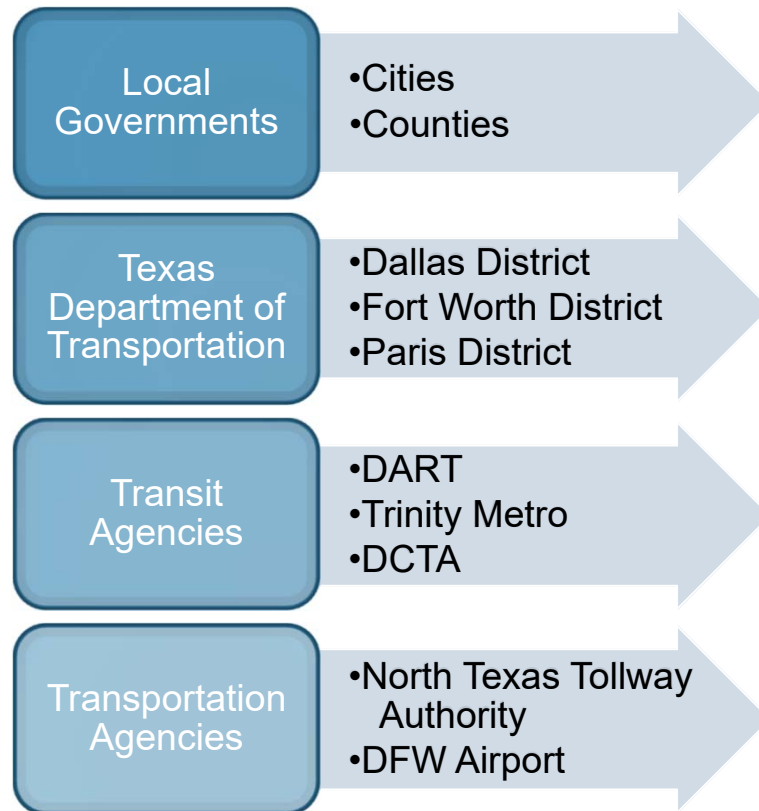 Local
Governments
•Cities
•Counties
Texas
Department of
Transportation
•Dallas District
•Fort Worth District
•Paris District
Transit
Agencies
•DART
•Trinity Metro
•DCTA
Transportation
Agencies
•North Texas Tollway
Authority
•DFW Airport